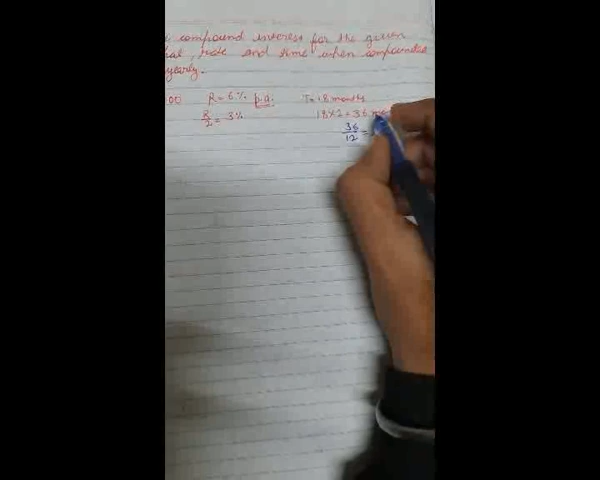 compound interest for the given
rate and time when compounded
yearly.
00 R = 6% p.a. T = 18 months
R/2 = 3% 18×2 = 36
36/12 =